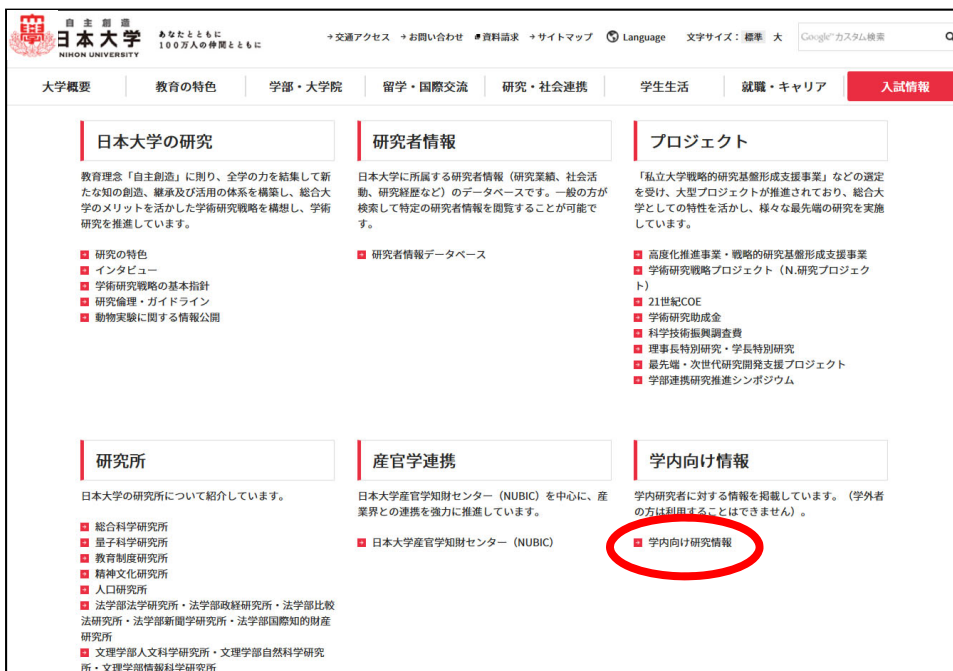 自 主 創 造
日本大学
NIHON UNIVERSITY
あなたとともに
100万人の仲間とともに
交通アクセス お問い合わせ 資料請求 サイトマップ Language 文字サイズ： 標準 大 Google カスタム検索
大学概要 教育の特色 学部・大学院 留学・国際交流 研究・社会連携 学生生活 就職・キャリア 入試情報
日本大学の研究
教育理念「自主創造」に則り、全学の力を結集して新
たな知の創造、継承及び活用の体系を構築し、総合大
学のメリットを活かした学術研究戦略を構想し、学術
研究を推進しています。
研究の特色
インタビュー
学術研究戦略の基本指針
研究倫理・ガイドライン
動物実験に関する情報公開
研究者情報
日本大学に所属する研究者情報（研究業績、社会活
動、研究経歴など）のデータベースです。一般の方が
検索して特定の研究者情報を閲覧することが可能で
す。
研究者情報データベース
プロジェクト
「私立大学戦略的研究基盤形成支援事業」などの選定
を受け、大型プロジェクトが推進されており、総合大
学としての特性を活かし、様々な最先端の研究を実施
しています。
高度化推進事業・戦略的研究基盤形成支援事業
学術研究戦略プロジェクト（N.研究プロジェク
ト）
21世紀COE
学術研究助成金
科学技術振興調査費
理事長特別研究・学長特別研究
最先端・次世代研究開発支援プロジェクト
学部連携研究推進シンポジウム
研究所
日本大学の研究所について紹介しています。
総合科学研究所
量子科学研究所
教育制度研究所
精神文化研究所
人口研究所
法学部法学研究所・法学部政経研究所・法学部比較
法研究所・法学部新聞学研究所・法学部国際知的財産
研究所
文理学部人文科学研究所・文理学部自然科学研究
所・文理学部情報科学研究所
産官学連携
日本大学産官学知財センター（NUBIC）を中心に、産
業界との連携を強力に推進しています。
日本大学産官学知財センター（NUBIC）
学内向け情報
学内研究者に対する情報を掲載しています。（学外者
の方は利用することはできません）。
学内向け研究情報